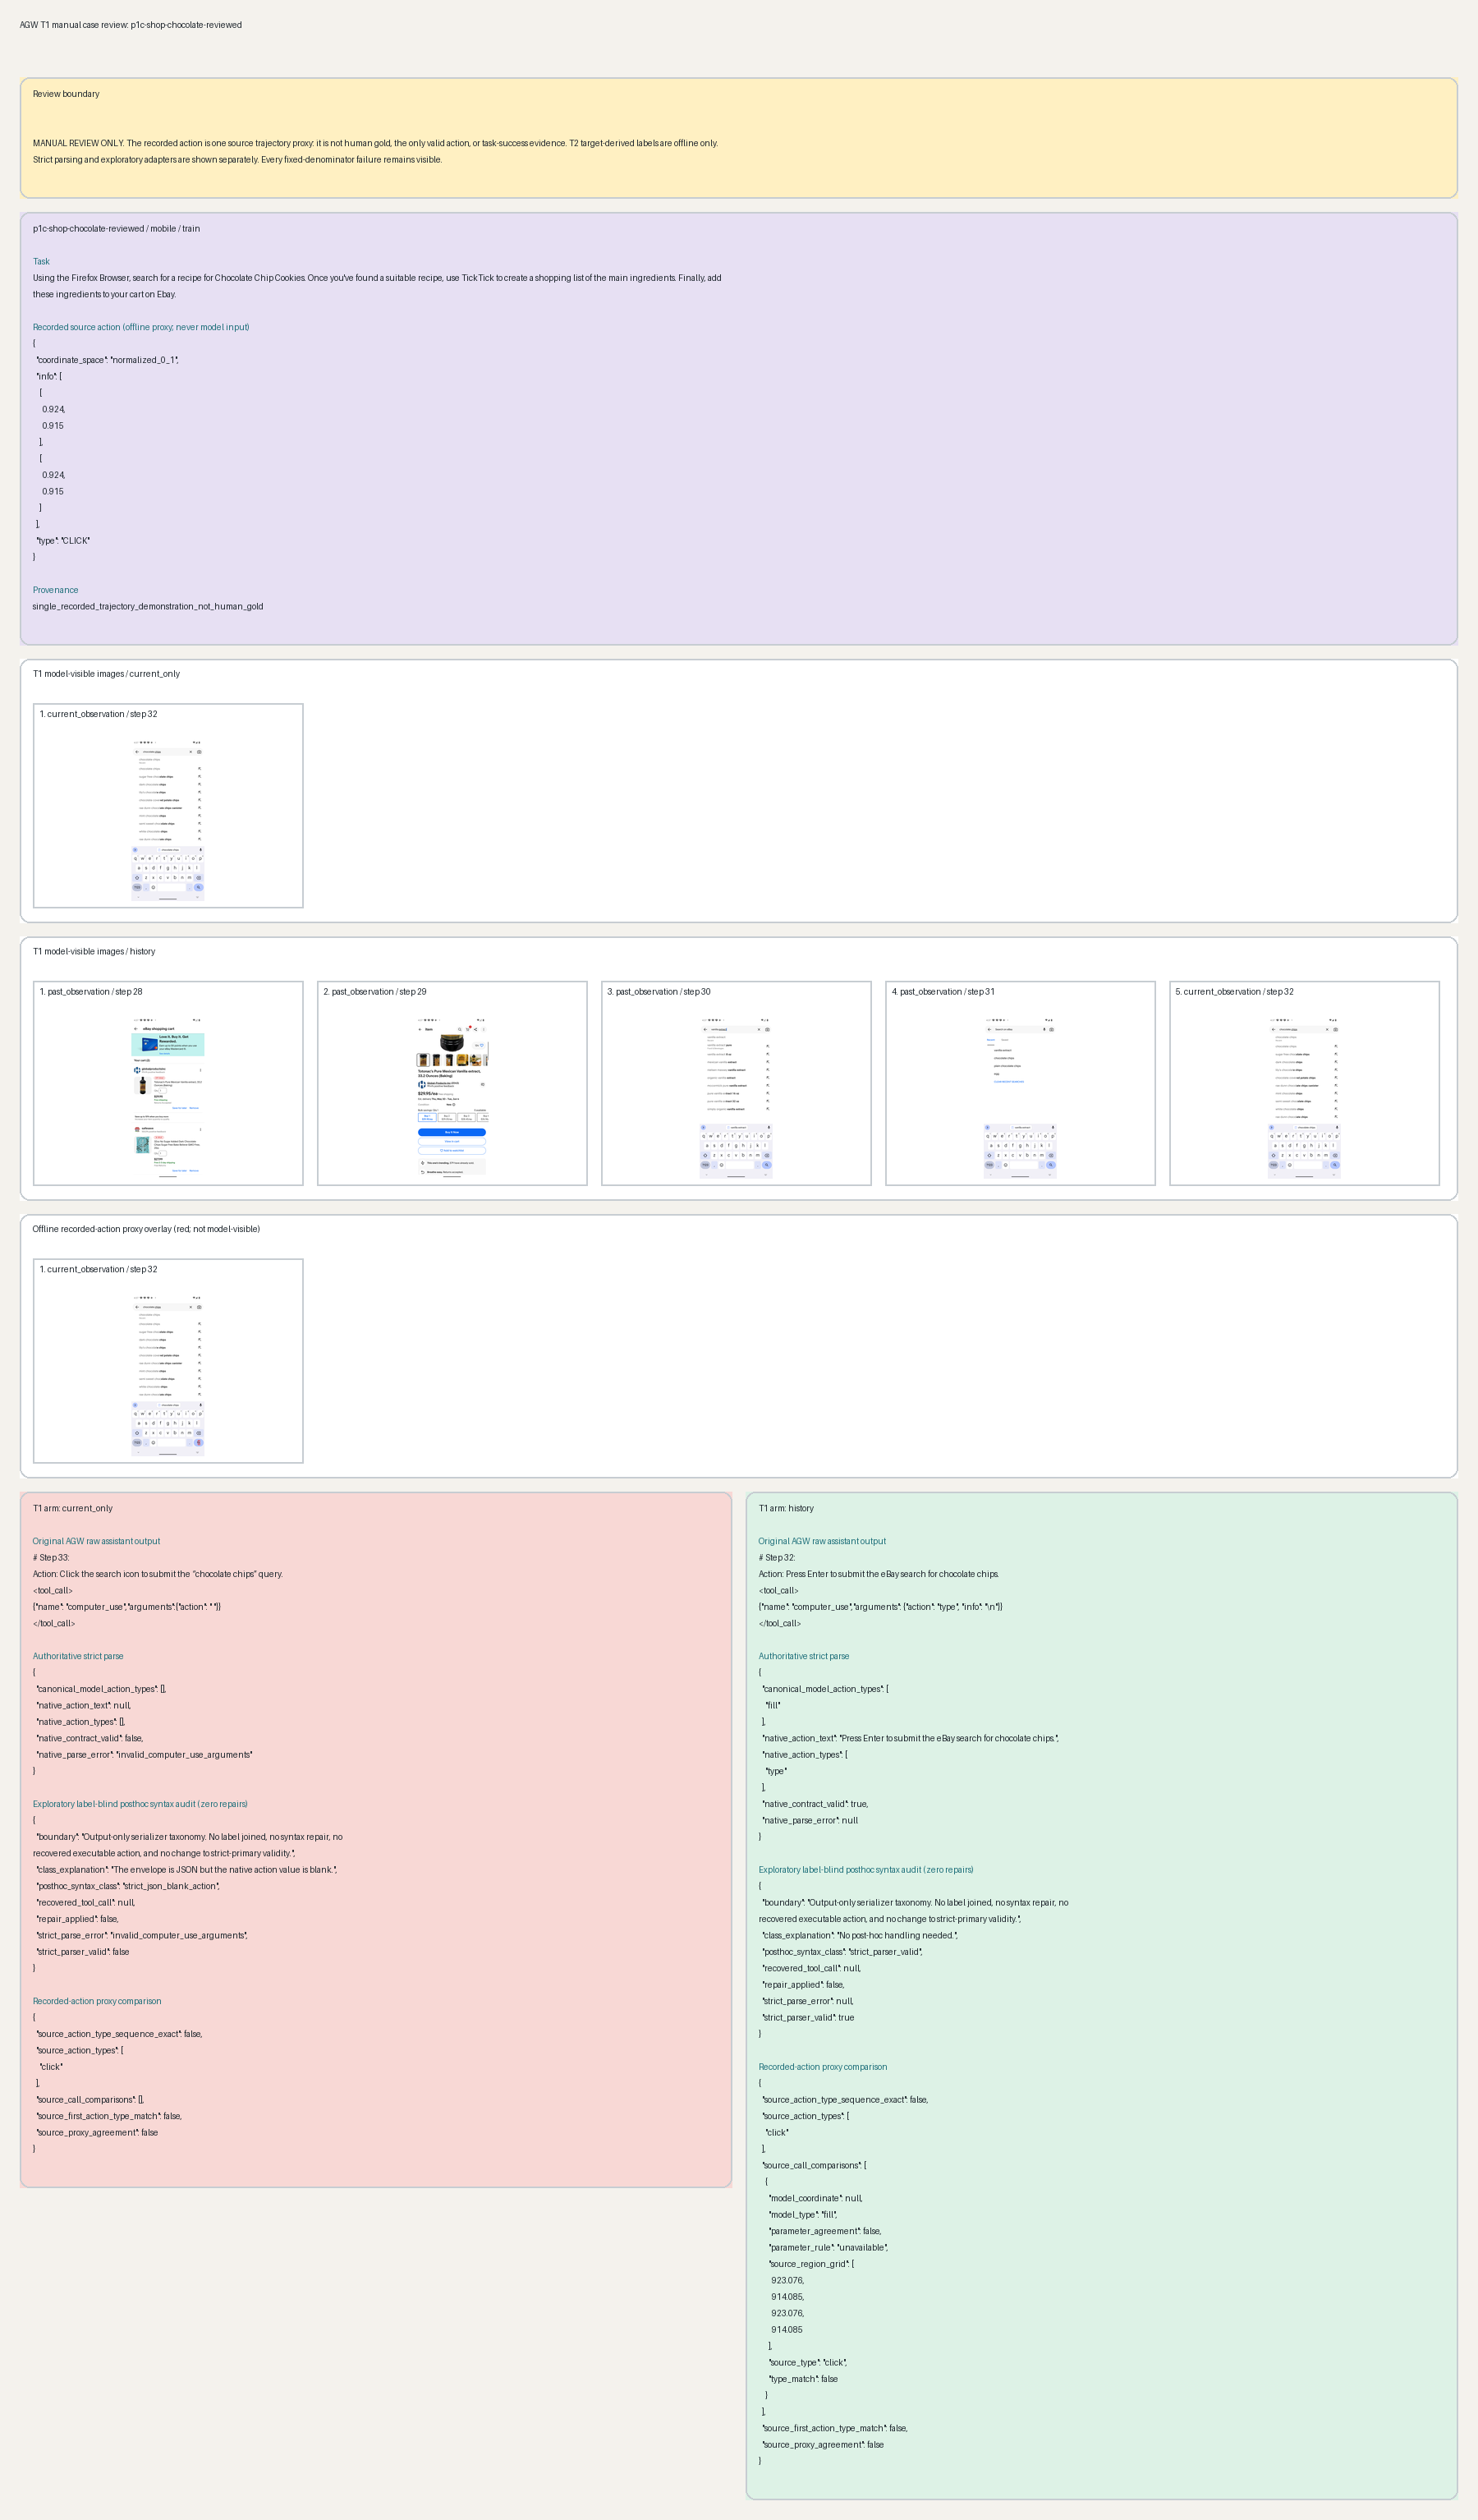 AGW T1 manual case review: p1c-shop-chocolate-reviewed
Review boundary
MANUAL REVIEW ONLY. The recorded action is one source trajectory proxy: it is not human gold, the only valid action, or task-success evidence. T2 target-derived labels are offline only.
Strict parsing and exploratory adapters are shown separately. Every fixed-denominator failure remains visible.
p1c-shop-chocolate-reviewed / mobile / train
Task
Using the Firefox Browser, search for a recipe for Chocolate Chip Cookies. Once you've found a suitable recipe, use TickTick to create a shopping list of the main ingredients. Finally, add
these ingredients to your cart on Ebay.
Recorded source action (offline proxy; never model input)
{
"coordinate_space": "normalized_0_1",
"info": [
[
0.924,
0.915
],
[
0.924,
0.915
]
],
"type": "CLICK"
}
Provenance
single_recorded_trajectory_demonstration_not_human_gold
T1 model-visible images / current_only
1. current_observation / step 32
T1 model-visible images / history
1. past_observation / step 28
2. past_observation / step 29
3. past_observation / step 30
4. past_observation / step 31
5. current_observation / step 32
Offline recorded-action proxy overlay (red; not model-visible)
1. current_observation / step 32
T1 arm: current_only
Original AGW raw assistant output
# Step 33:
Action: Click the search icon to submit the “chocolate chips” query.
<tool_call>
{"name": "computer_use","arguments":{"action": " "}}
</tool_call>
Authoritative strict parse
{
"canonical_model_action_types": [],
"native_action_text": null,
"native_action_types": [],
"native_contract_valid": false,
"native_parse_error": "invalid_computer_use_arguments"
}
Exploratory label-blind posthoc syntax audit (zero repairs)
{
"boundary": "Output-only serializer taxonomy. No label joined, no syntax repair, no
recovered executable action, and no change to strict-primary validity.",
"class_explanation": "The envelope is JSON but the native action value is blank.",
"posthoc_syntax_class": "strict_json_blank_action",
"recovered_tool_call": null,
"repair_applied": false,
"strict_parse_error": "invalid_computer_use_arguments",
"strict_parser_valid": false
}
Recorded-action proxy comparison
{
"source_action_type_sequence_exact": false,
"source_action_types": [
"click"
],
"source_call_comparisons": [],
"source_first_action_type_match": false,
"source_proxy_agreement": false
}
T1 arm: history
Original AGW raw assistant output
# Step 32:
Action: Press Enter to submit the eBay search for chocolate chips.
<tool_call>
{"name": "computer_use", "arguments": {"action": "type", "info": "\n"}}
</tool_call>
Authoritative strict parse
{
"canonical_model_action_types": [
"fill"
],
"native_action_text": "Press Enter to submit the eBay search for chocolate chips.",
"native_action_types": [
"type"
],
"native_contract_valid": true,
"native_parse_error": null
}
Exploratory label-blind posthoc syntax audit (zero repairs)
{
"boundary": "Output-only serializer taxonomy. No label joined, no syntax repair, no
recovered executable action, and no change to strict-primary validity.",
"class_explanation": "No post-hoc handling needed.",
"posthoc_syntax_class": "strict_parser_valid",
"recovered_tool_call": null,
"repair_applied": false,
"strict_parse_error": null,
"strict_parser_valid": true
}
Recorded-action proxy comparison
{
"source_action_type_sequence_exact": false,
"source_action_types": [
"click"
],
"source_call_comparisons": [
{
"model_coordinate": null,
"model_type": "fill",
"parameter_agreement": false,
"parameter_rule": "unavailable",
"source_region_grid": [
923.076,
914.085,
923.076,
914.085
],
"source_type": "click",
"type_match": false
}
],
"source_first_action_type_match": false,
"source_proxy_agreement": false
}